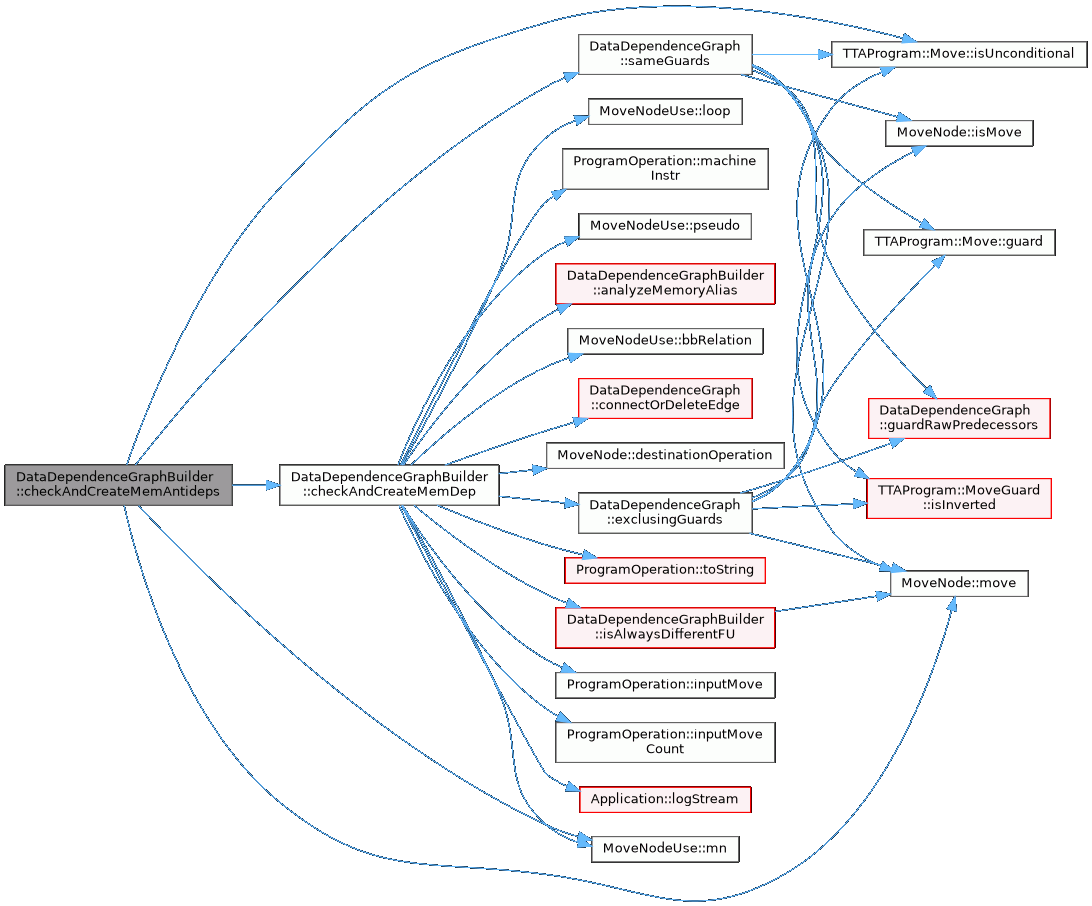 DataDependenceGraphBuilder
::checkAndCreateMemAntideps
DataDependenceGraphBuilder
::checkAndCreateMemDep
DataDependenceGraph
::sameGuards
MoveNodeUse::loop
ProgramOperation::machine
Instr
MoveNodeUse::pseudo
DataDependenceGraphBuilder
::analyzeMemoryAlias
MoveNodeUse::bbRelation
DataDependenceGraph
::connectOrDeleteEdge
MoveNode::destinationOperation
DataDependenceGraph
::exclusingGuards
ProgramOperation::toString
DataDependenceGraphBuilder
::isAlwaysDifferentFU
ProgramOperation::inputMove
ProgramOperation::inputMove
Count
Application::logStream
MoveNodeUse::mn
TTAProgram::Move::isUnconditional
MoveNode::isMove
TTAProgram::Move::guard
DataDependenceGraph
::guardRawPredecessors
TTAProgram::MoveGuard
::isInverted
MoveNode::move